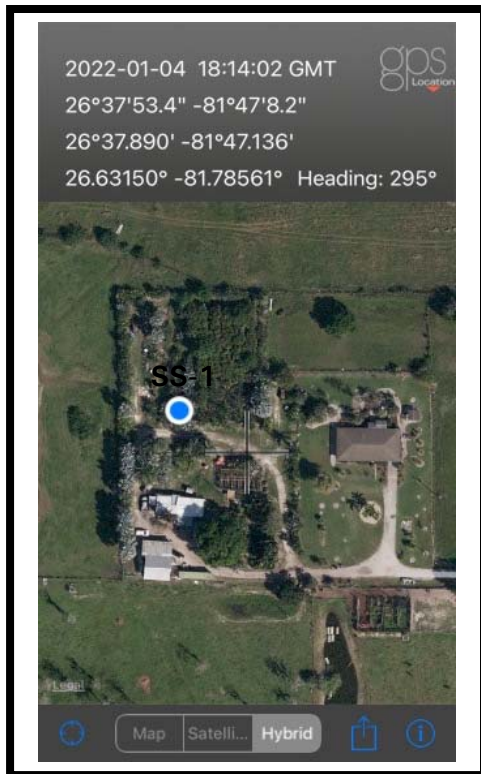 2022-01-04 18:14:02 GMT
gps
Location
26°37'53.4" -81°47'8.2"
26°37.890' -81°47.136'
26.63150° -81.78561° Heading: 295°
SS-1
Legal
Map Satelli... Hybrid